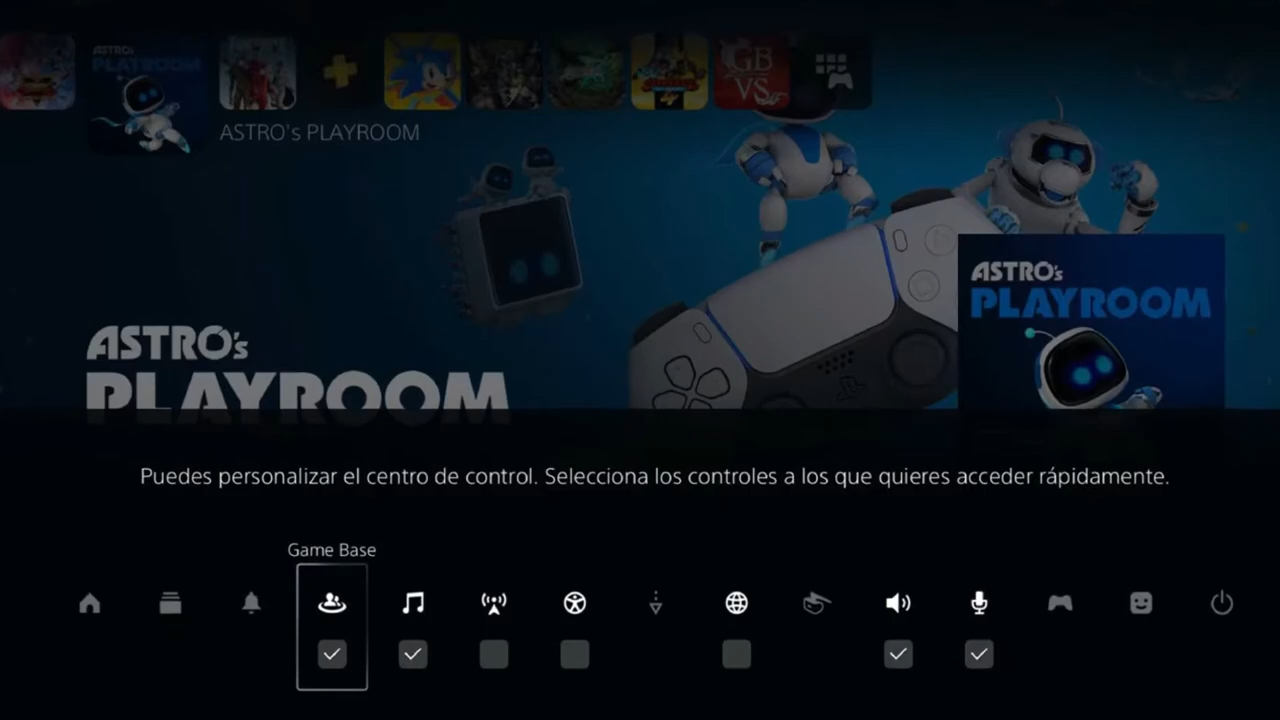 ASTRO's
PLAYROOM
GB
VS
ASTRO's PLAYROOM
ASTRO's
PLAYROOM
ASTRO's
PLAYROOM
Puedes personalizar el centro de control. Selecciona los controles a los que quieres acceder rápidamente.
Game Base